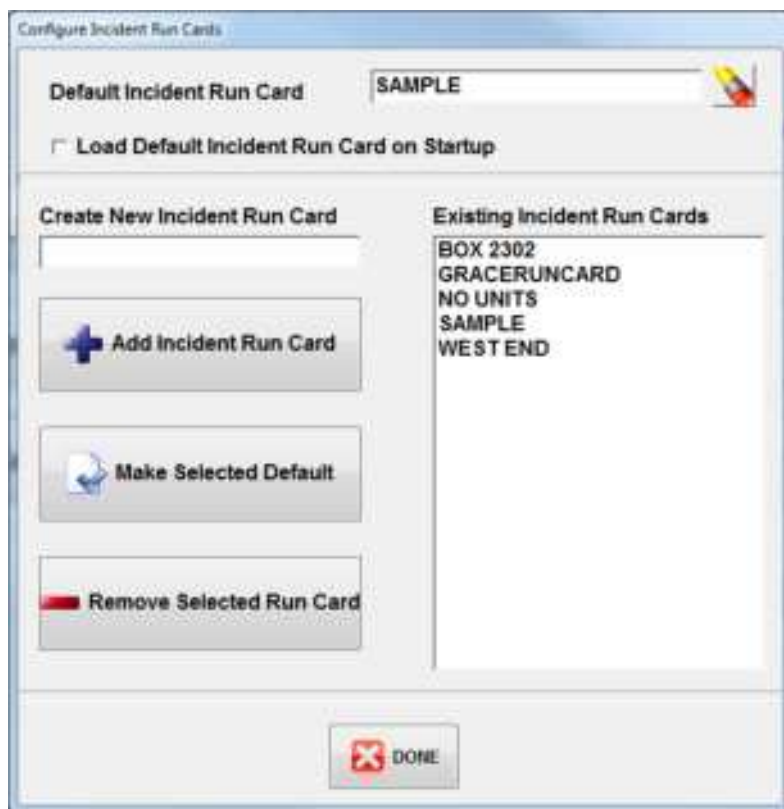 Configure Incident Run Cards
Default Incident Run Card
SAMPLE
Load Default Incident Run Card on Startup
Create New Incident Run Card
Add Incident Run Card
Make Selected Default
Remove Selected Run Card
Existing Incident Run Cards
BOX 2302
GRACERUNCARD
NO UNITS
SAMPLE
WEST END
DONE